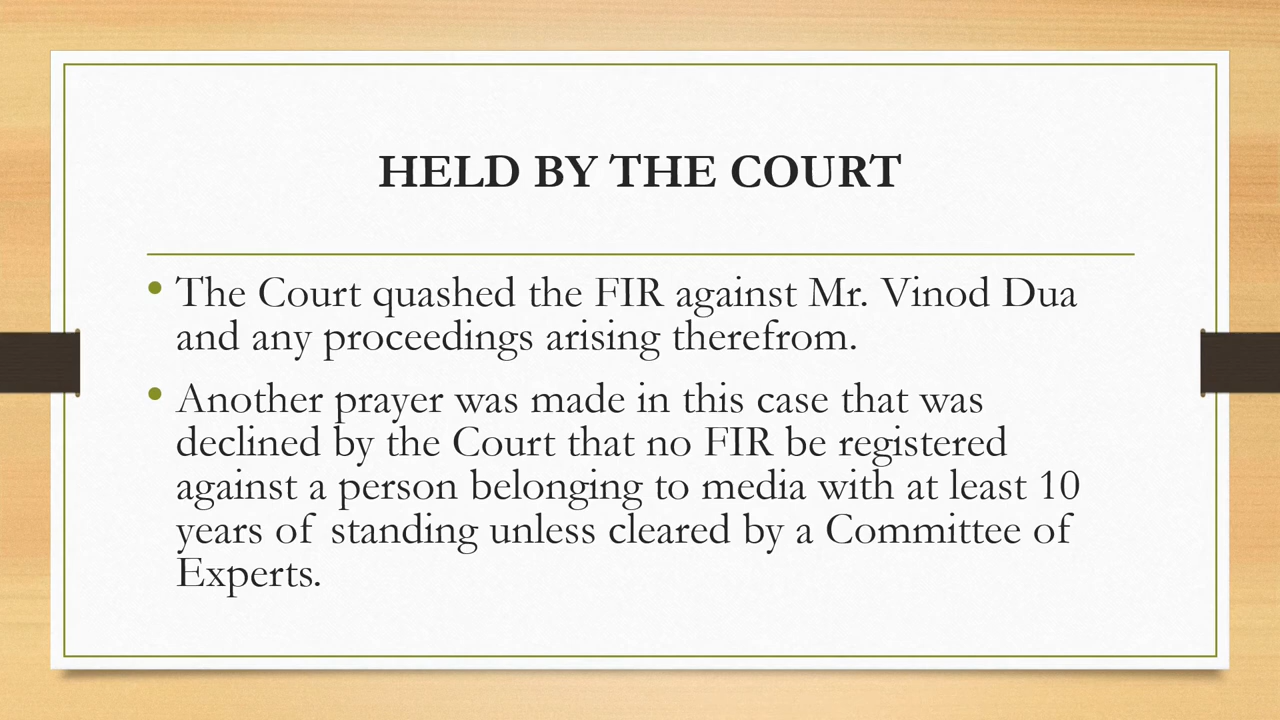 HELD BY THE COURT
• The Court quashed the FIR against Mr. Vinod Dua
and any proceedings arising therefrom.
• Another prayer was made in this case that was
declined by the Court that no FIR be registered
against a person belonging to media with at least 10
years of standing unless cleared by a Committee of
Experts.